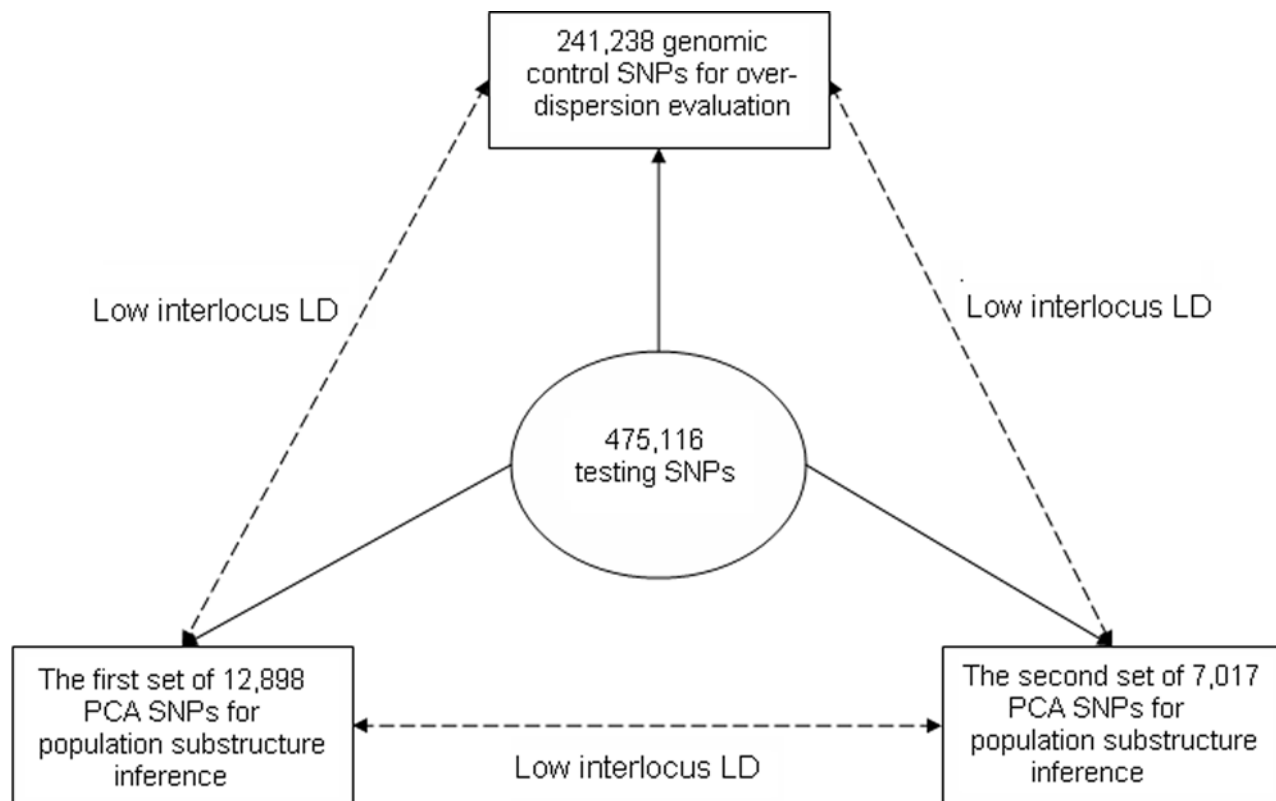 241,238 genomic
control SNPs for over-
dispersion evaluation
Low interlocus LD
Low interlocus LD
475,116
testing SNPs
The first set of 12,898
PCA SNPs for
population substructure
inference
Low interlocus LD
The second set of 7,017
PCA SNPs for
population substructure
inference